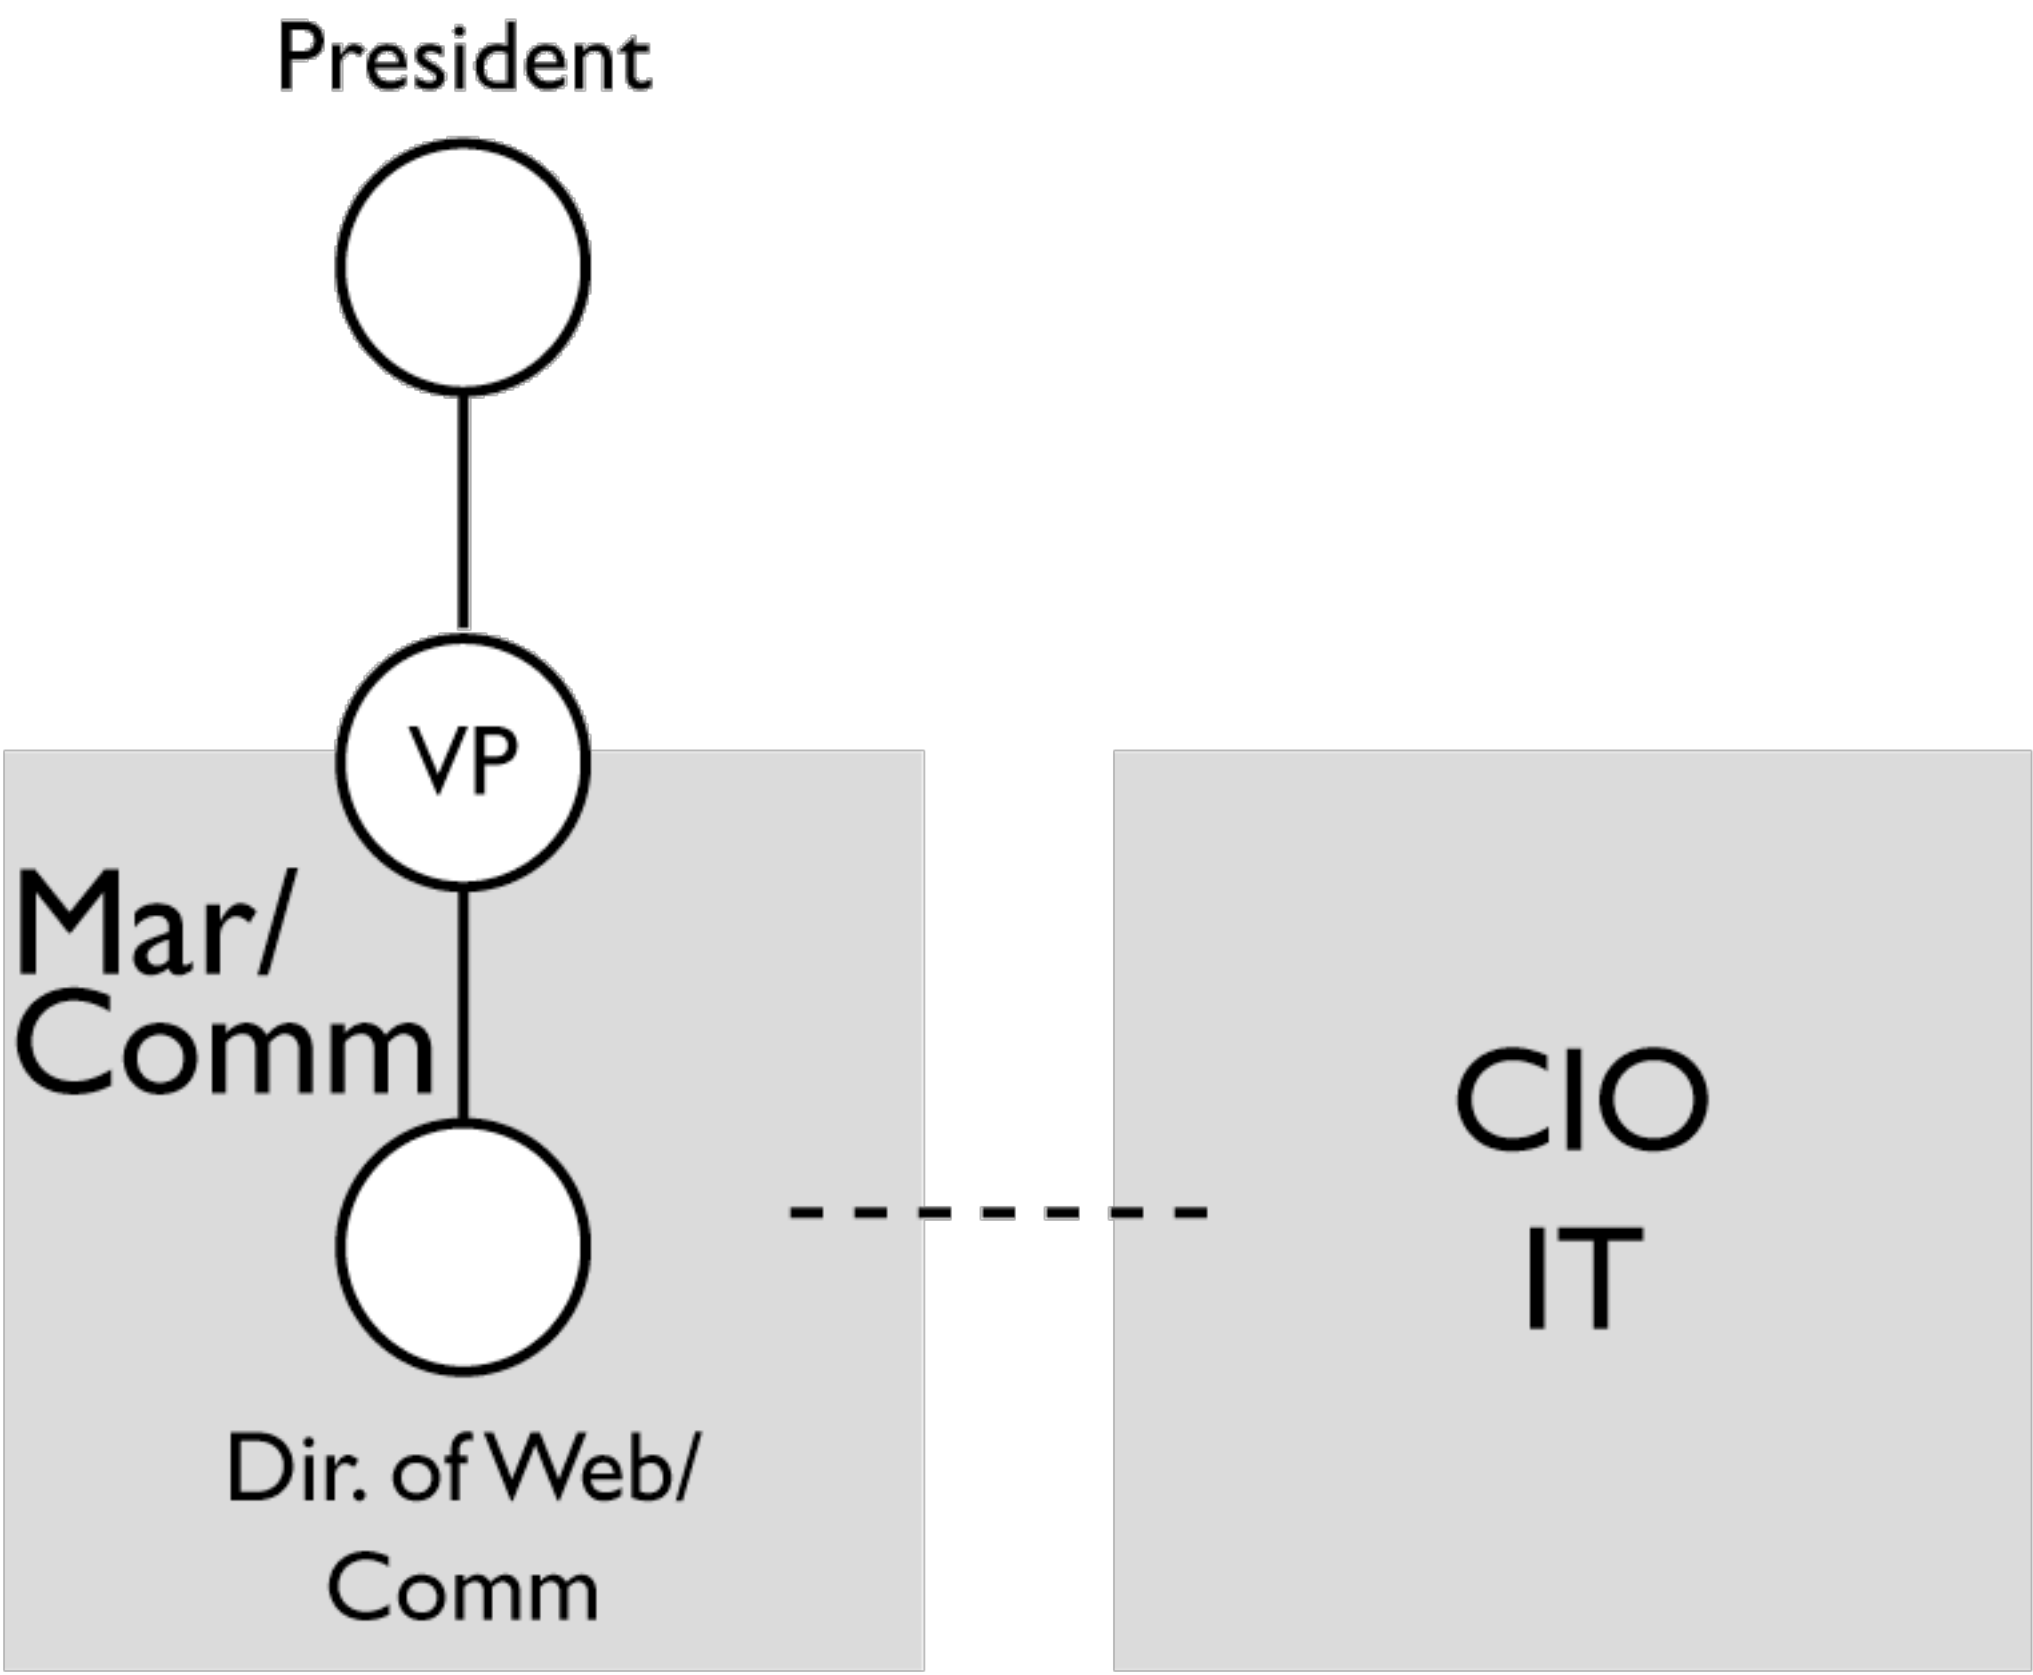 President
VP
Mar/
Comm
Dir. of Web/
Comm
CIO
IT